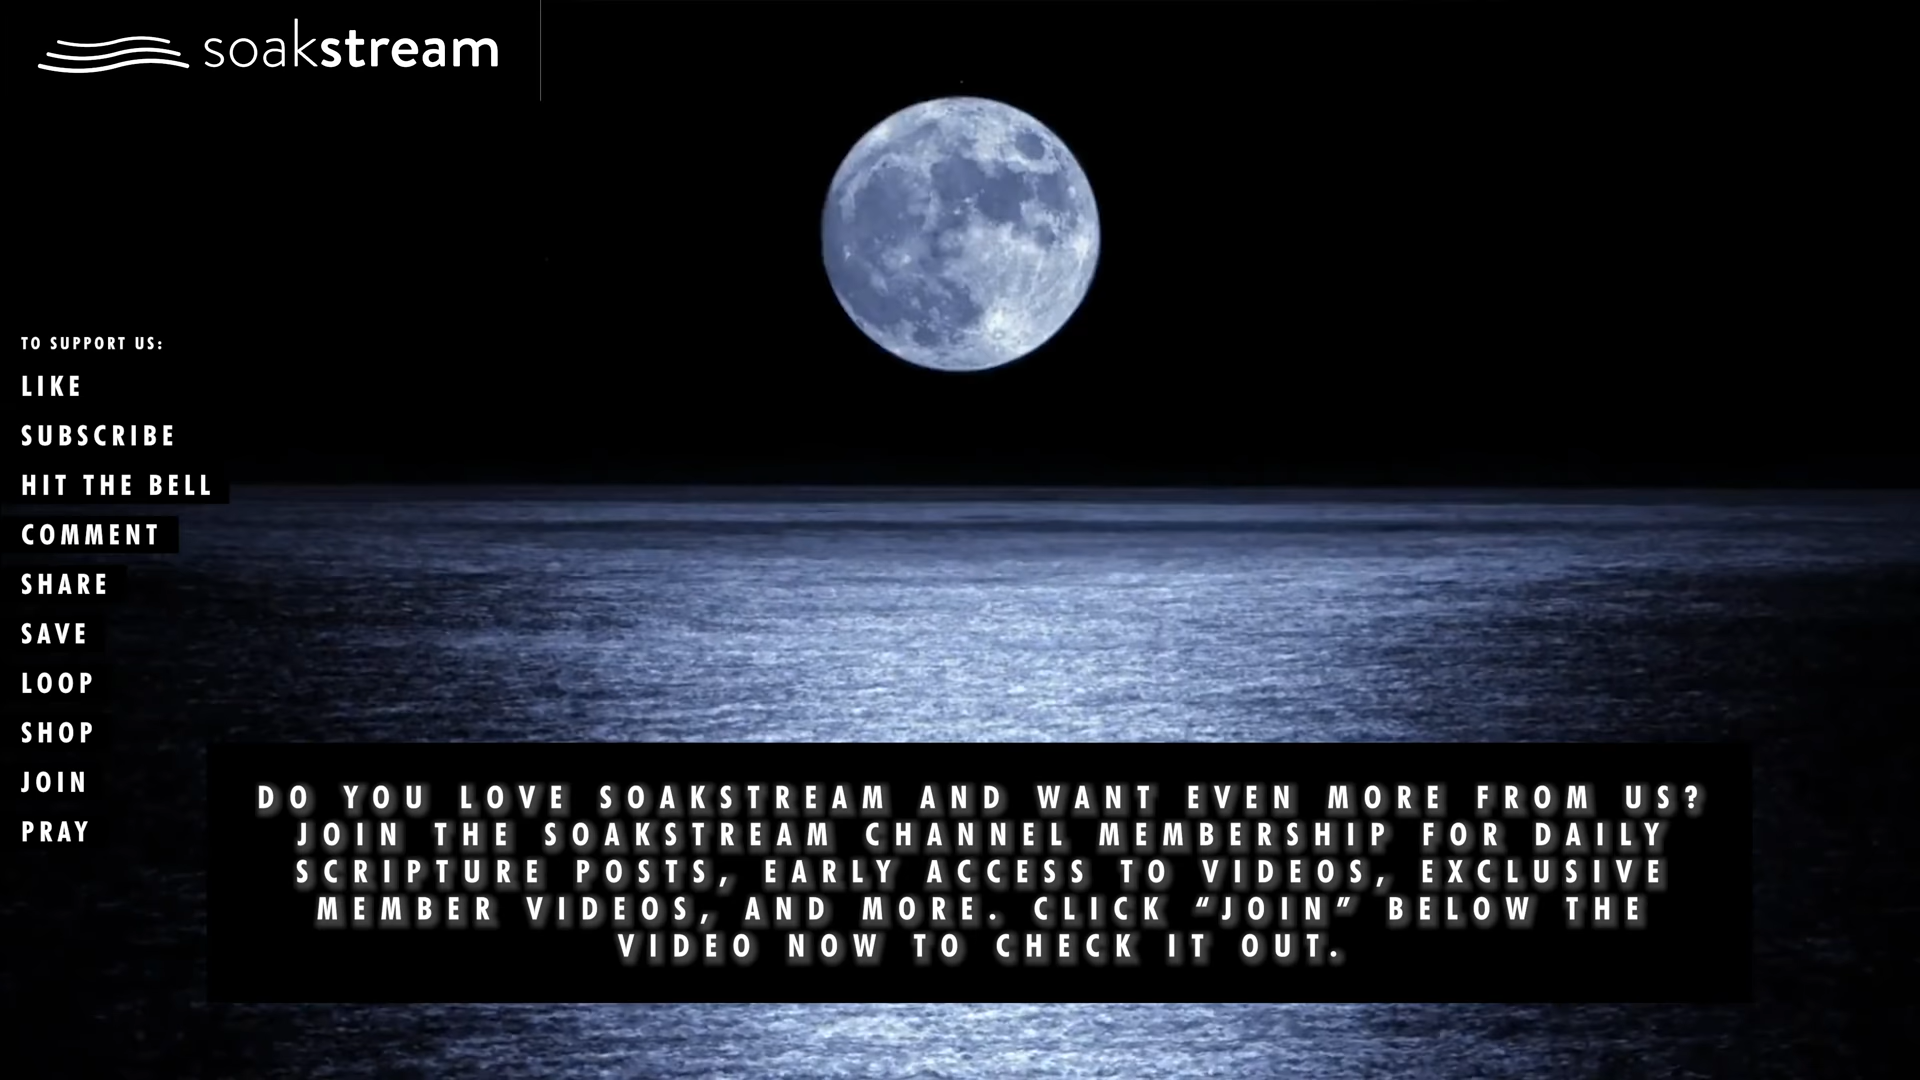 soakstream
TO SUPPORT US:
LIKE
SUBSCRIBE
HIT THE BELL
COMMENT
SHARE
SAVE
LOOP
SHOP
JOIN
PRAY
DO YOU LOVE SOAKSTREAM AND WANT EVEN MORE FROM US?
JOIN THE SOAKSTREAM CHANNEL MEMBERSHIP FOR DAILY
SCRIPTURE POSTS, EARLY ACCESS TO VIDEOS, EXCLUSIVE
MEMBER VIDEOS, AND MORE. CLICK “JOIN” BELOW THE
VIDEO NOW TO CHECK IT OUT.